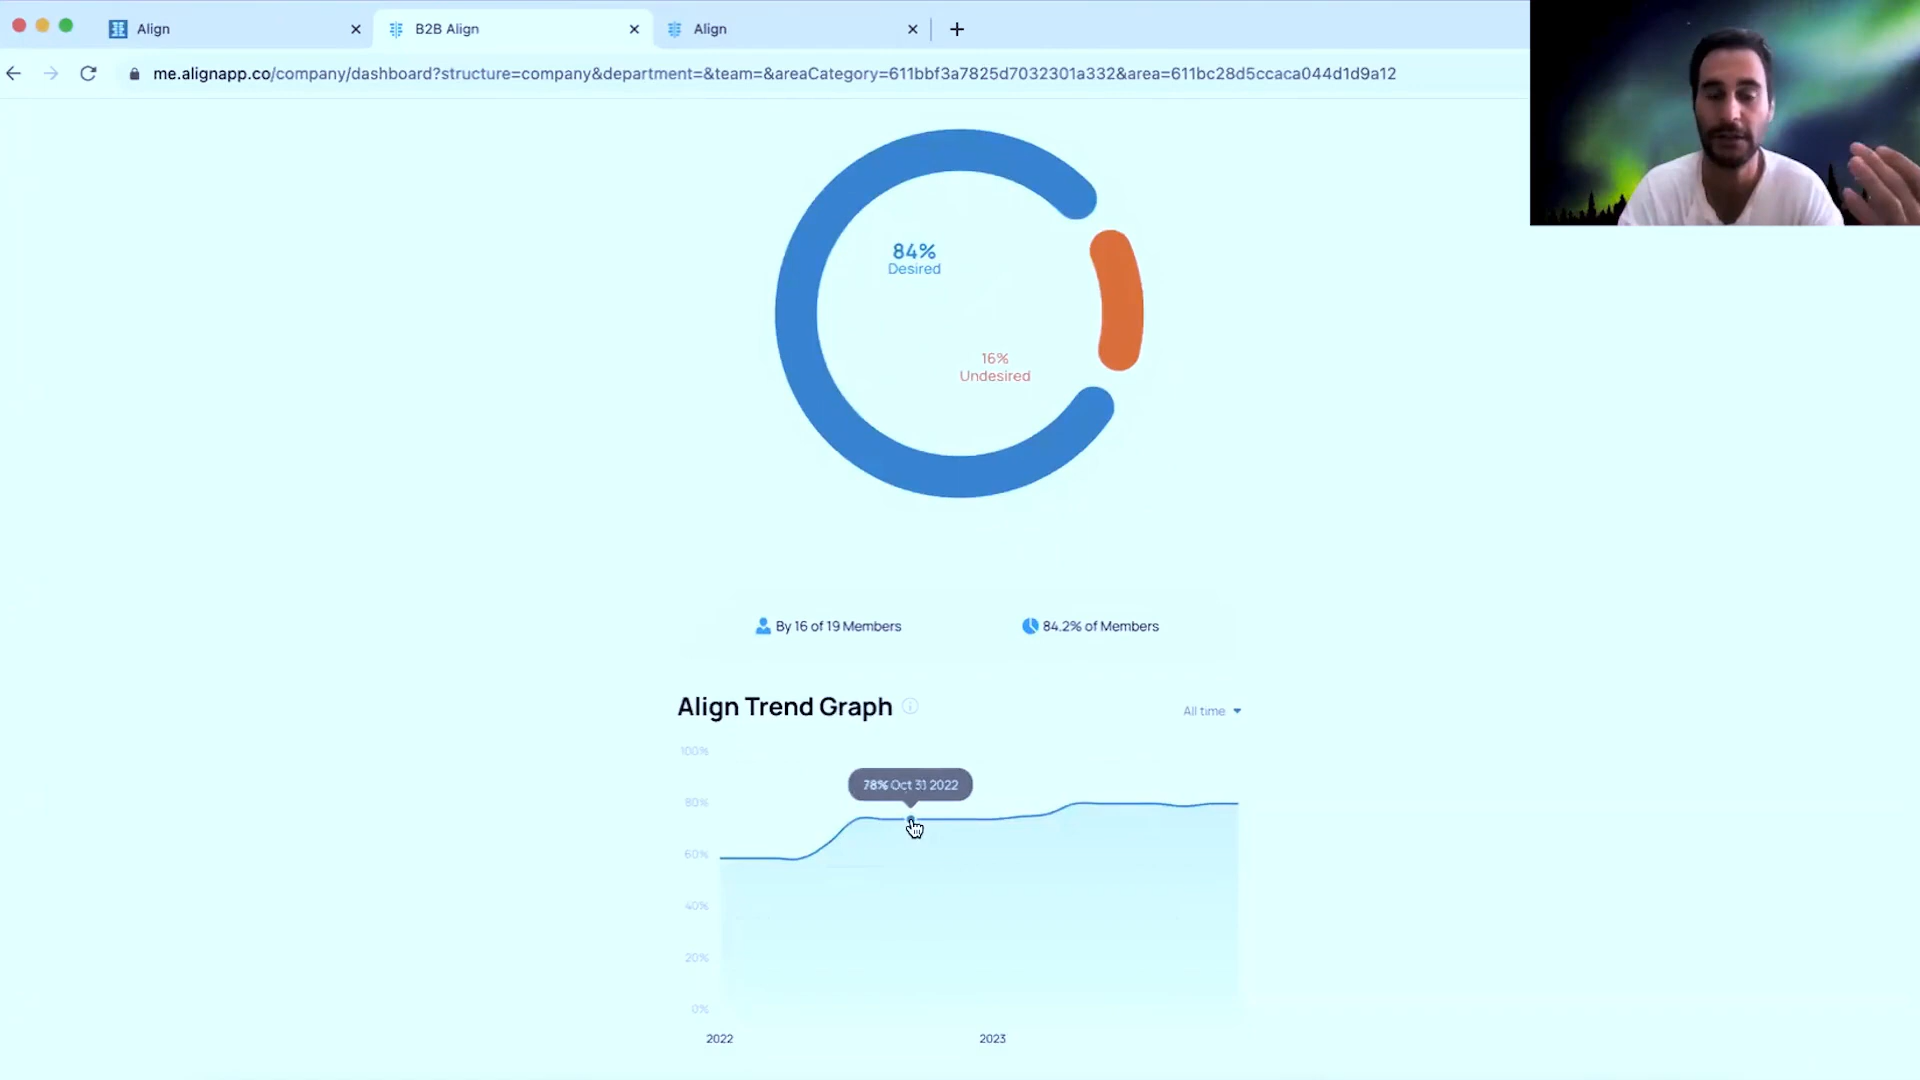 Align
B2B Align
Align
me.alignapp.co/company/dashboard?structure=company&department=&team=&areaCategory=611bbf3a7825d7032301a332&area=611bc28d5ccaca044d1d9a12
84%
Desired
16%
Undesired
By 16 of 19 Members
84.2% of Members
Align Trend Graph
All time
100%
78% Oct 31 2022
80%
60%
40%
20%
0%
2022
2023